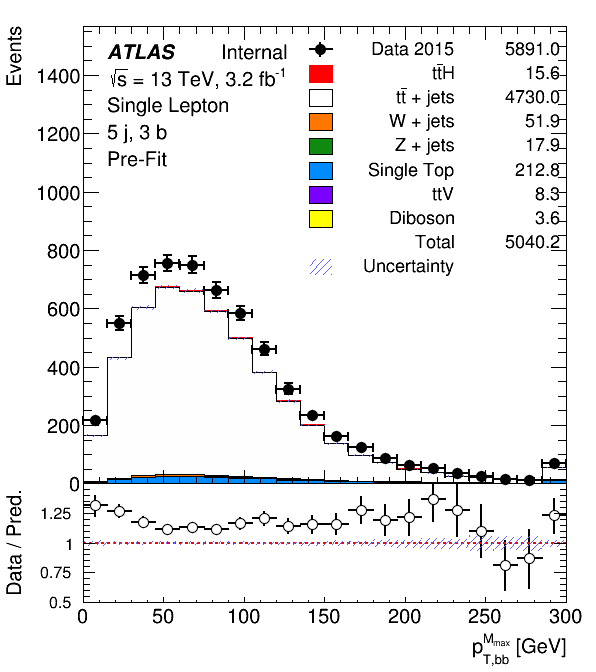 Events
ATLAS Internal
√s = 13 TeV, 3.2 fb⁻¹
Single Lepton
5 j, 3 b
Pre-Fit
Data 2015 5891.0
tt̄H 15.6
tt̄ + jets 4730.0
W + jets 51.9
Z + jets 17.9
Single Top 212.8
ttV 8.3
Diboson 3.6
Total 5040.2
Uncertainty
1400
1200
1000
800
600
400
200
0
Data / Pred.
1.25
1
0.75
0.5
0 50 100 150 200 250 300
p_{T,bb}^{M_{max}} [GeV]